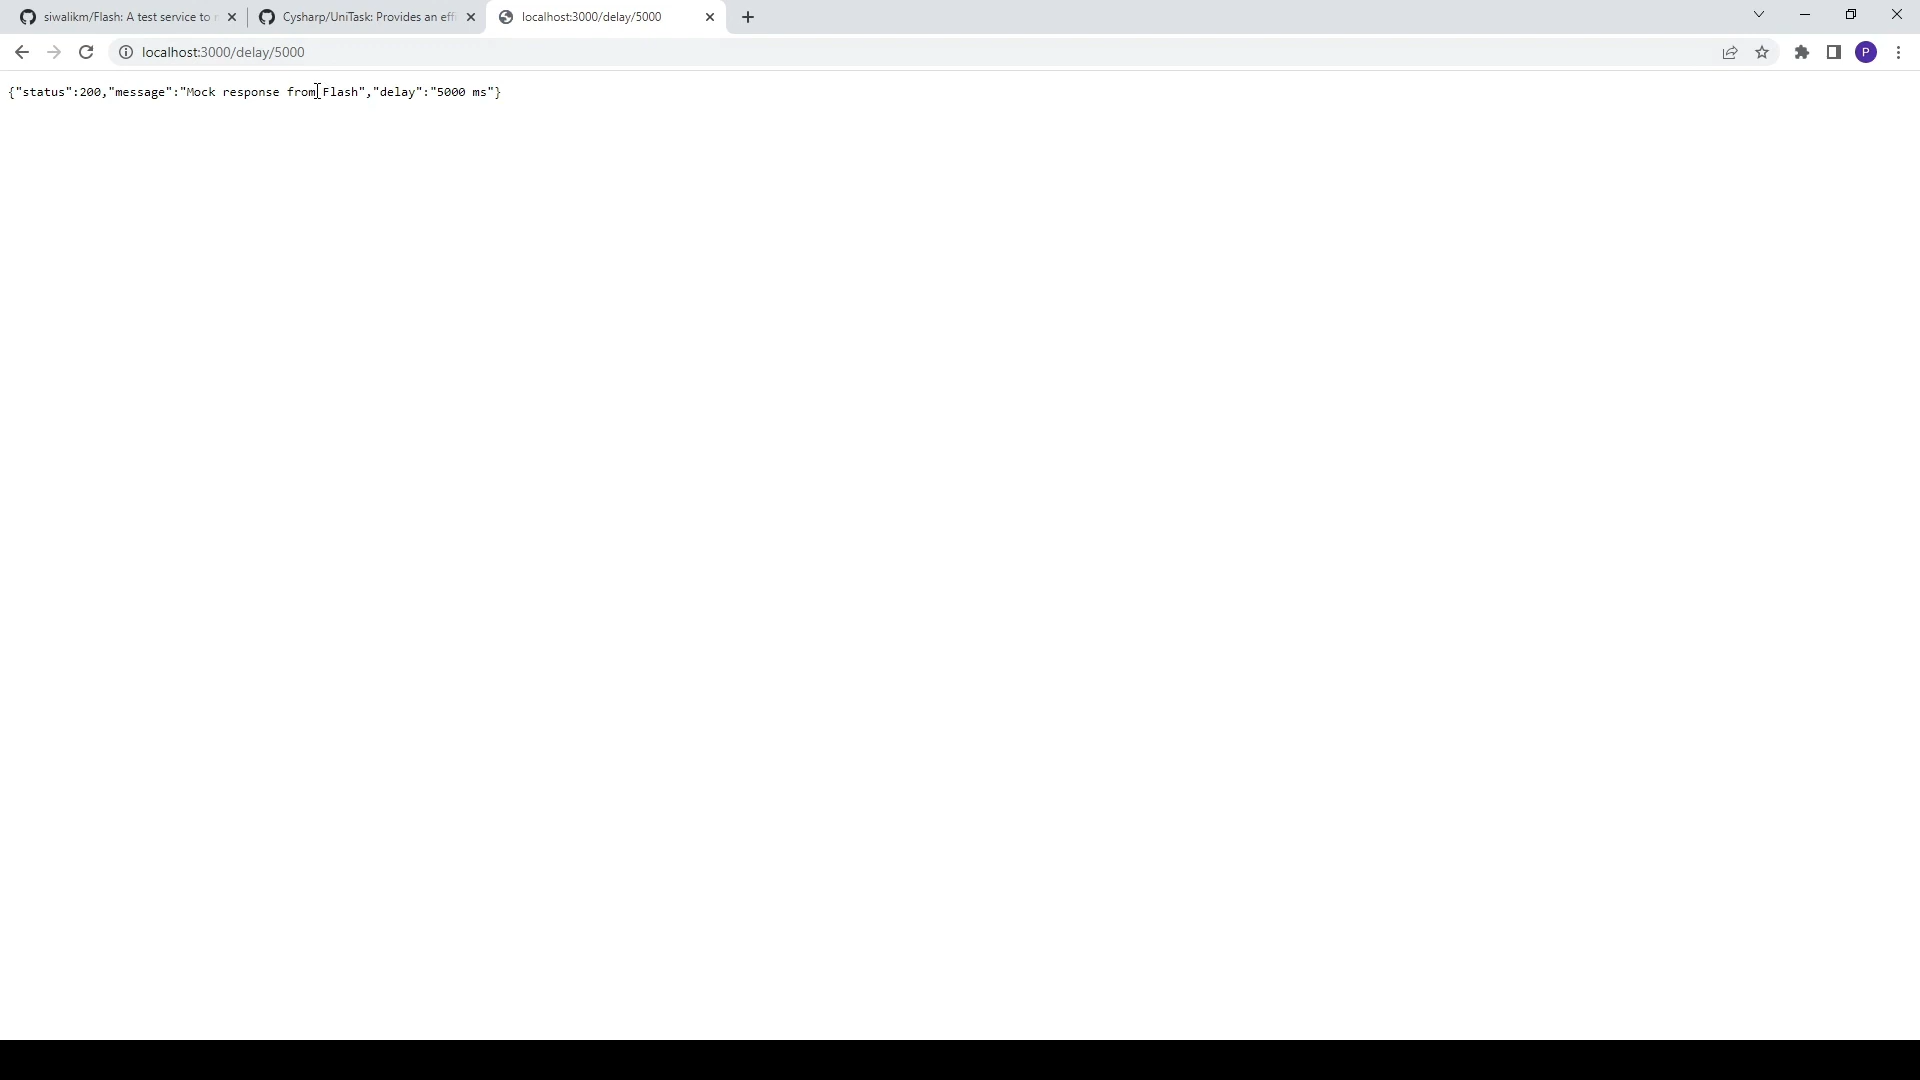 siwalikm/Flash: A test service to
Cysharp/UniTask: Provides an effi
localhost:3000/delay/5000
localhost:3000/delay/5000
P
{"status":200,"message":"Mock response from Flash","delay":"5000 ms"}